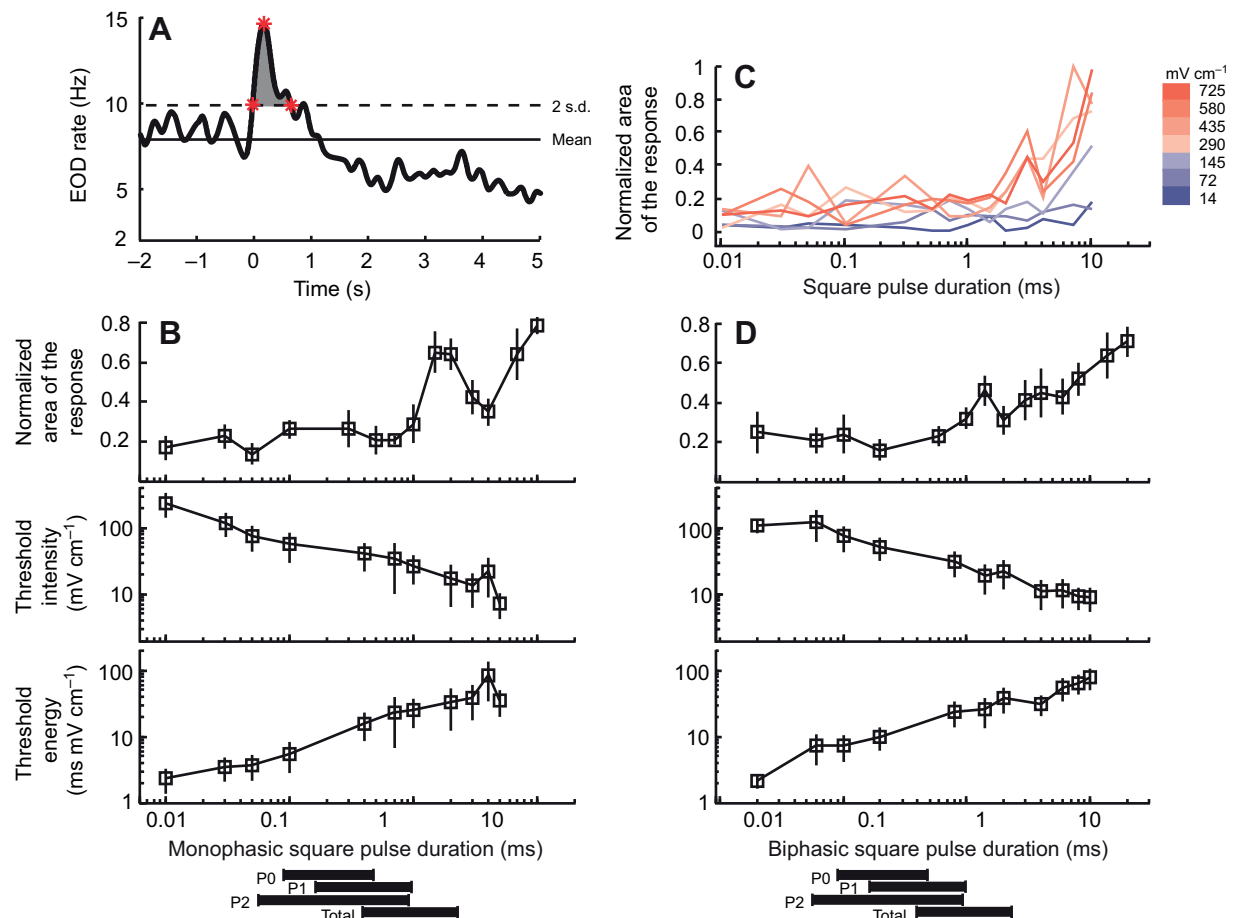 A
EOD rate (Hz)
15
10
5
2
2 s.d.
Mean
−2
−1
0
1
2
3
4
5
Time (s)
C
Normalized area
of the response
1
0.8
0.6
0.4
0.2
0
0.01
0.1
1
10
Square pulse duration (ms)
mV cm−1
725
580
435
290
145
72
14
B
Normalized
area of the
response
0.8
0.6
0.4
0.2
Threshold
intensity
(mV cm−1)
100
10
Threshold
energy
(ms mV cm−1)
100
10
1
0.01
0.1
1
10
Monophasic square pulse duration (ms)
P0
P1
P2
Total
D
0.8
0.6
0.4
0.2
100
10
100
10
1
0.01
0.1
1
10
Biphasic square pulse duration (ms)
P0
P1
P2
Total